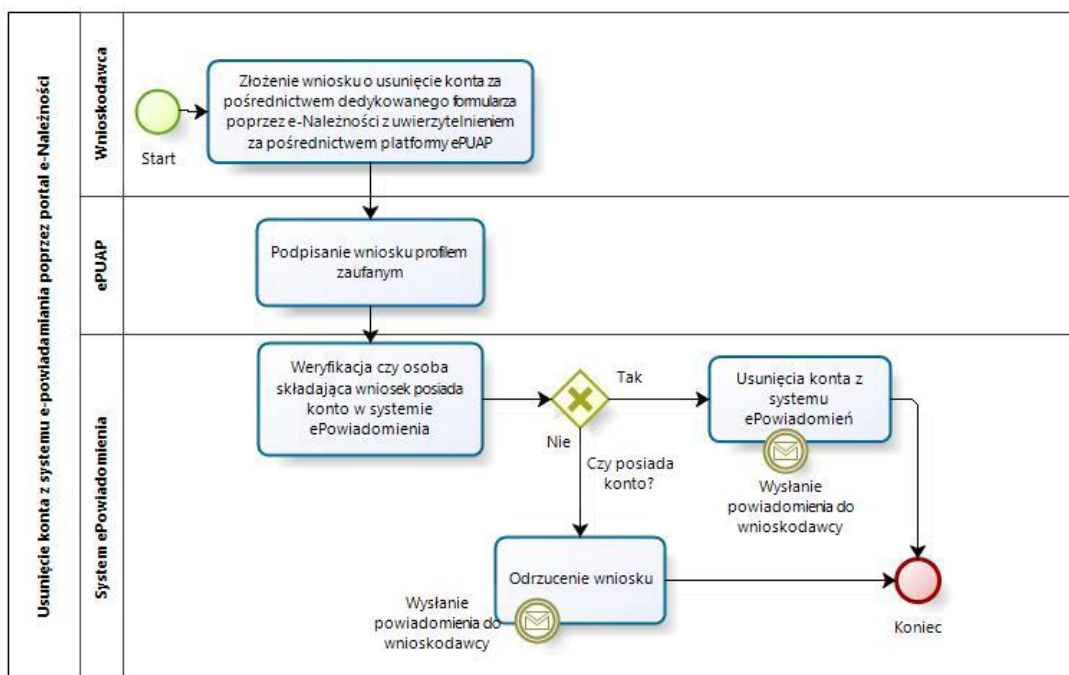 Usunięcie konta z systemu e-powiadamiania poprzez portal e-Należności
Wnioskodawca
Start
Złożenie wniosku o usunięcie konta za
pośrednictwem dedykowanego formularza
poprzez e-Należności z uwierzytelnieniem
za pośrednictwem platformy ePUAP
ePUAP
Podpisanie wniosku profilem
zaufanym
System ePowiadomienia
Weryfikacja czy osoba
składająca wniosek posiada
konto w systemie
ePowiadomienia
Tak
Nie
Czy posiada
konto?
Usunięcia konta z
systemu
ePowiadomień
Wysłanie
powiadomienia do
wnioskodawcy
Odrzucenie wniosku
Wysłanie
powiadomienia do
wnioskodawcy
Koniec